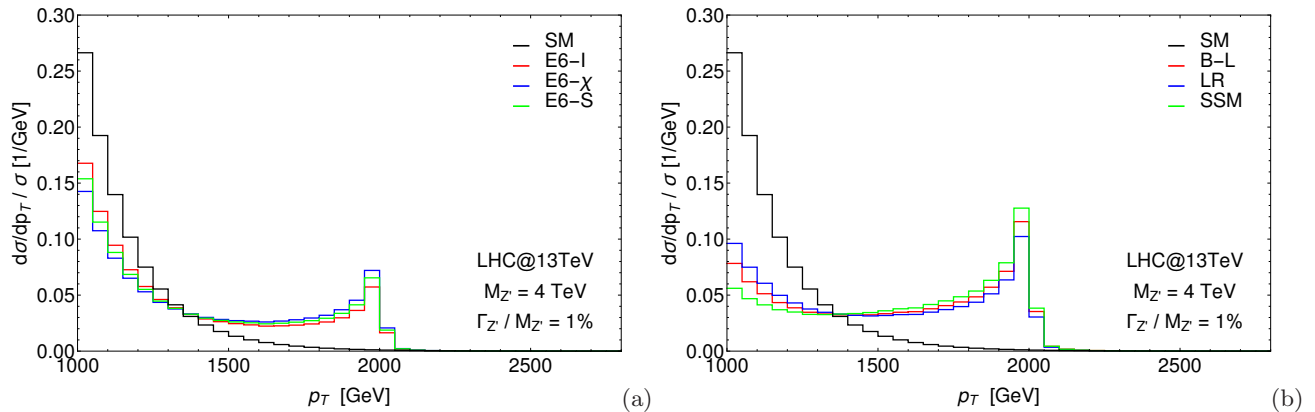 0.30
0.25
0.20
0.15
0.10
0.05
0.00
dσ/dp_T / σ [1/GeV]
SM
E6-I
E6-χ
E6-S
LHC@13TeV
M_Z' = 4 TeV
Γ_Z' / M_Z' = 1%
1000 1500 2000 2500
p_T [GeV]
(a)
0.30
0.25
0.20
0.15
0.10
0.05
0.00
dσ/dp_T / σ [1/GeV]
SM
B-L
LR
SSM
LHC@13TeV
M_Z' = 4 TeV
Γ_Z' / M_Z' = 1%
1000 1500 2000 2500
p_T [GeV]
(b)